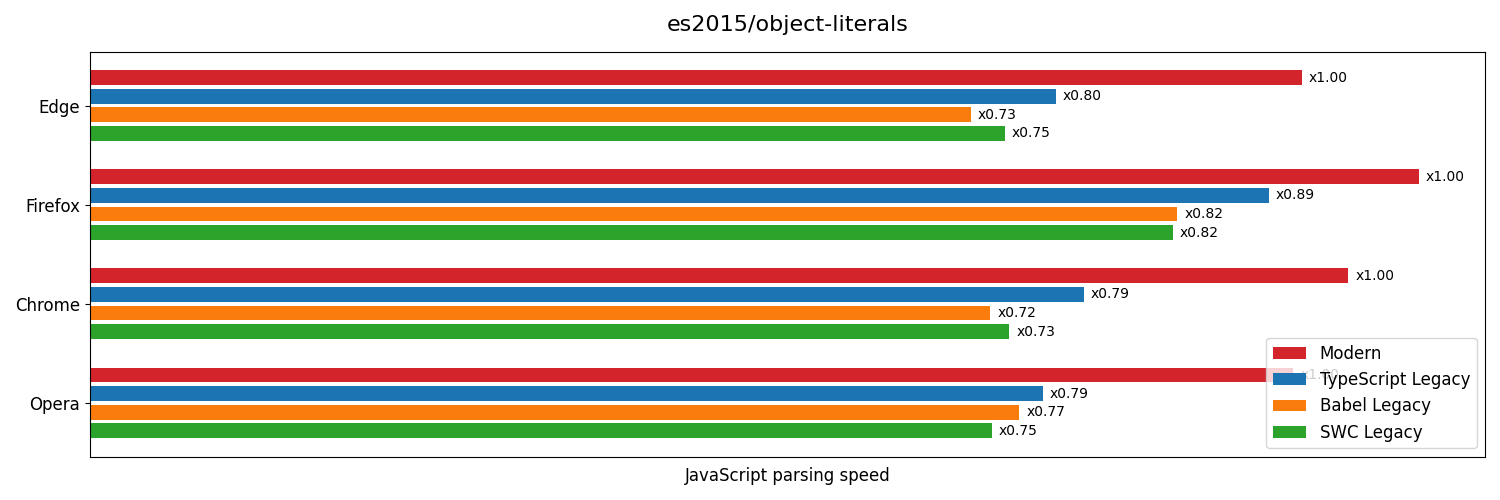 es2015/object-literals
Edge
x1.00
x0.80
x0.73
x0.75
Firefox
x1.00
x0.89
x0.82
x0.82
Chrome
x1.00
x0.79
x0.72
x0.73
Opera
x1.00
x0.79
x0.77
x0.75
Modern
TypeScript Legacy
Babel Legacy
SWC Legacy
JavaScript parsing speed